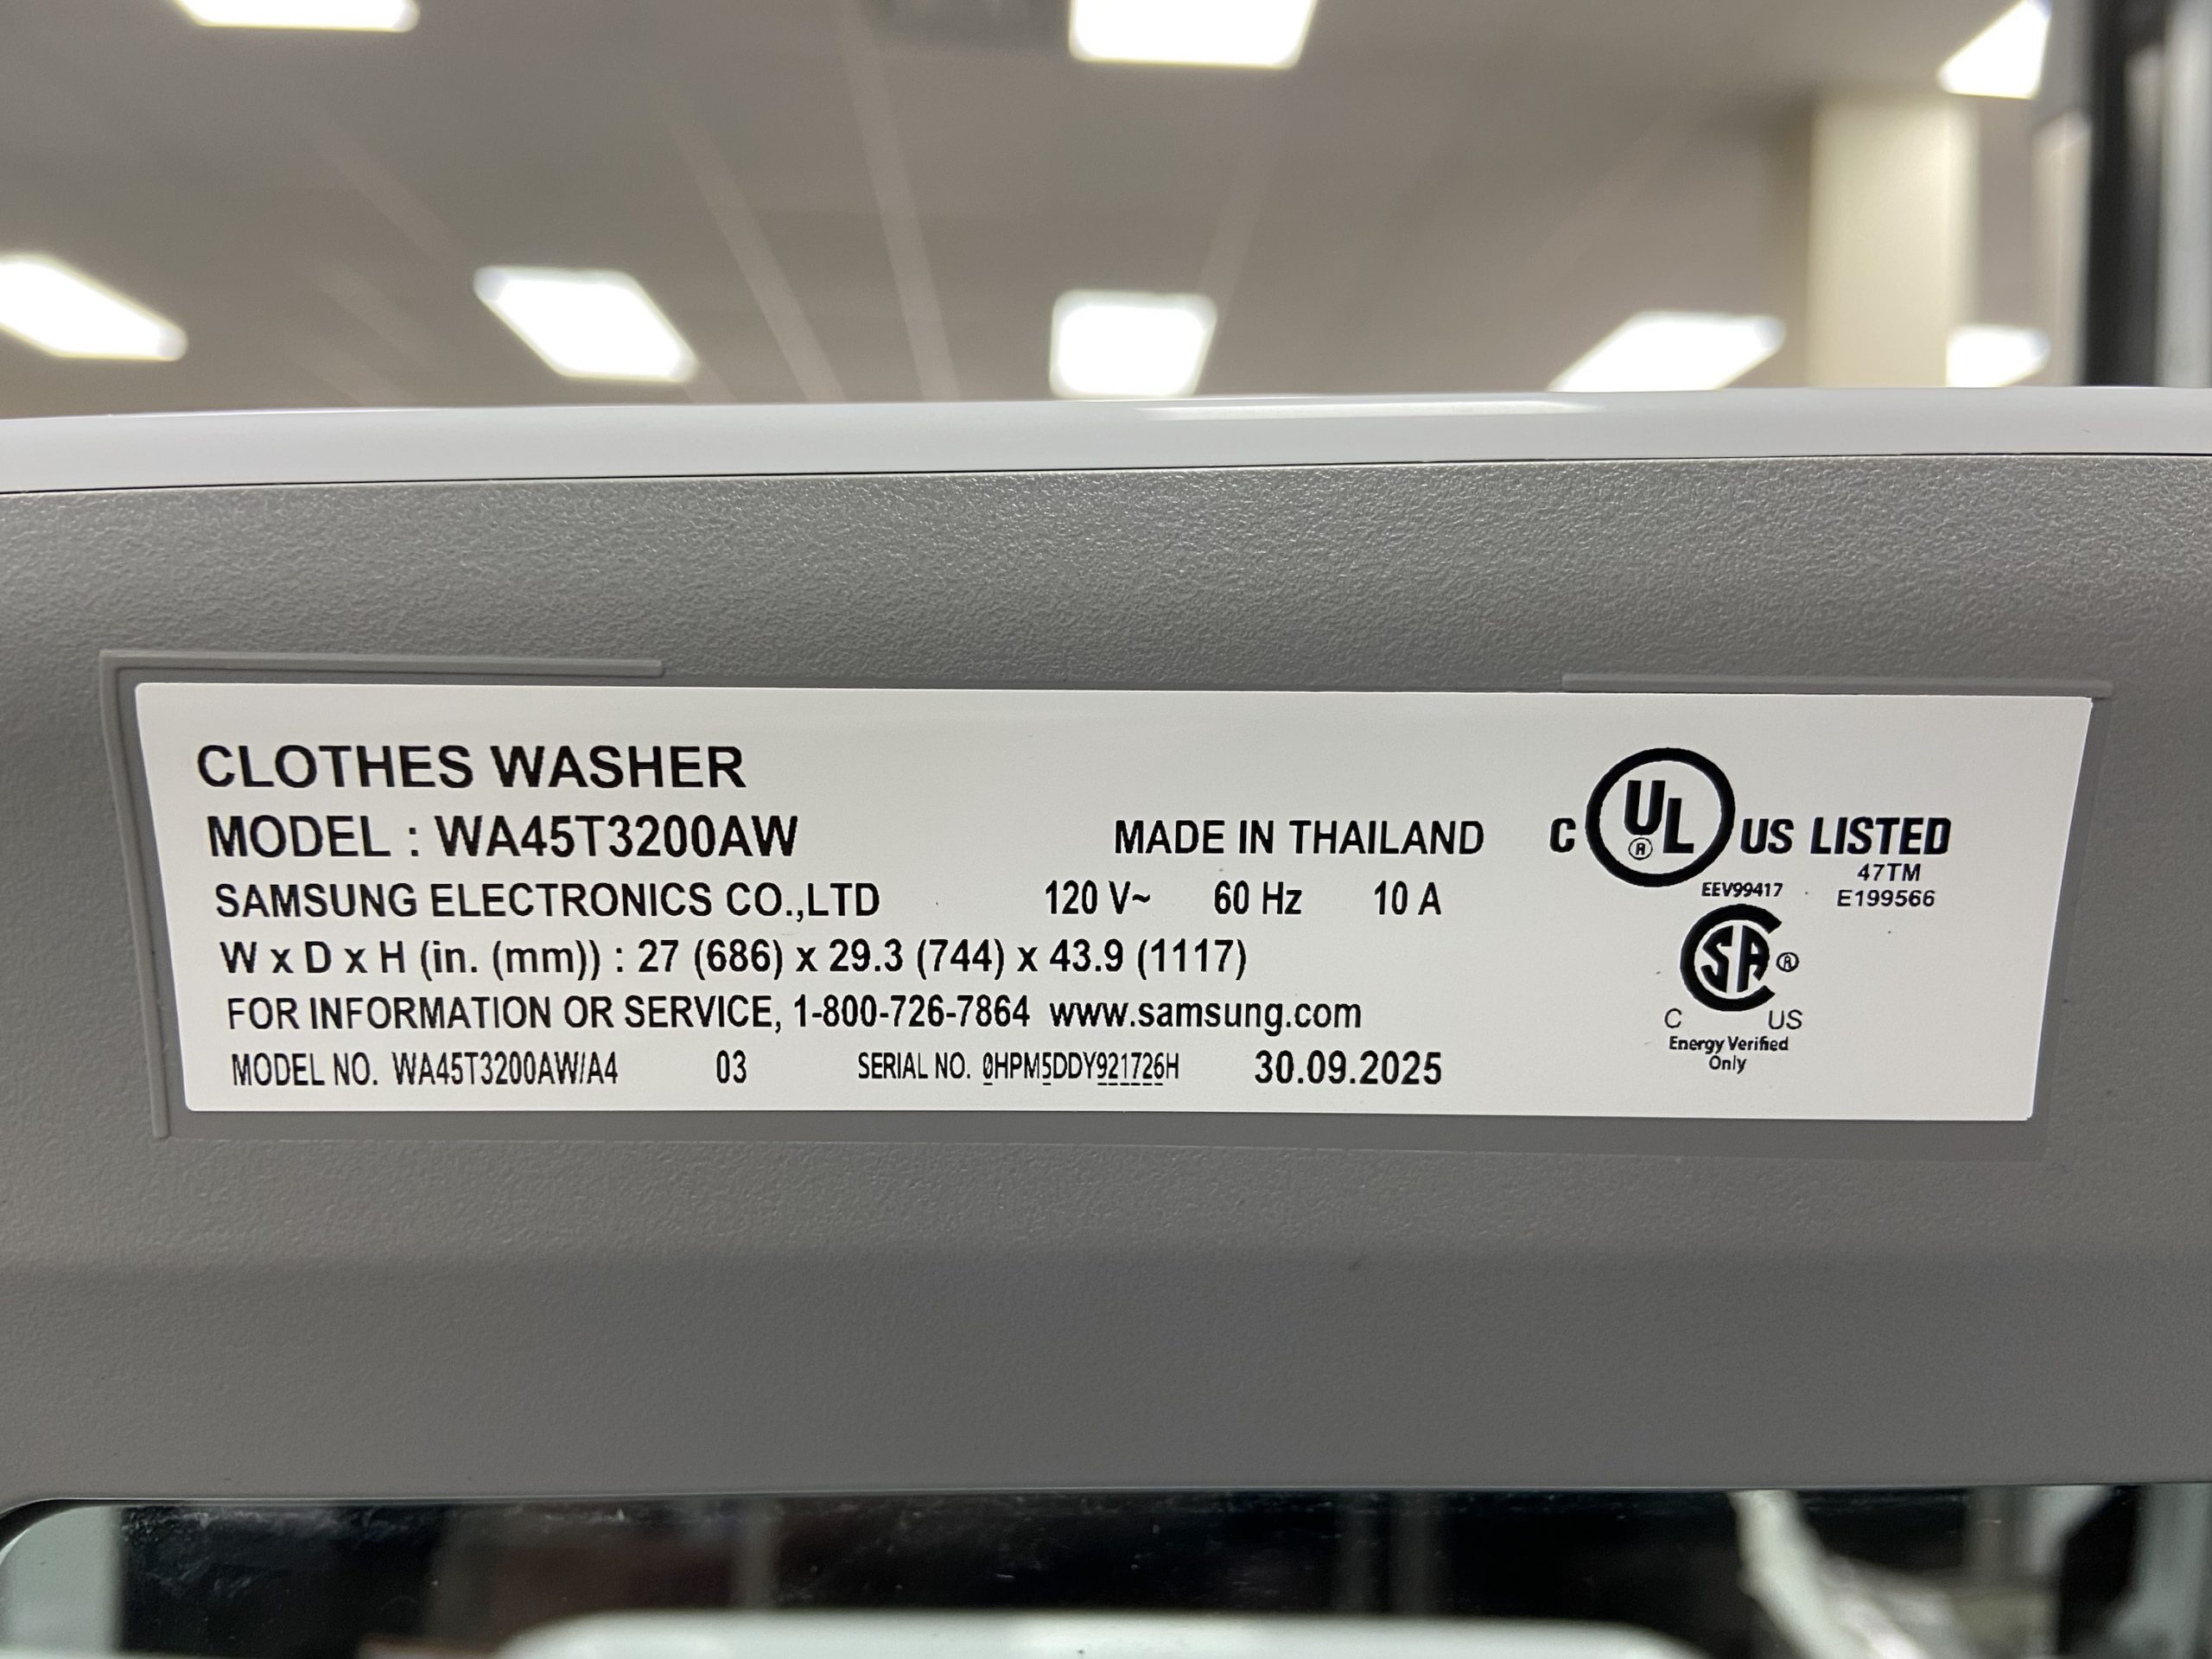 CLOTHES WASHER
MODEL : WA45T3200AW
MADE IN THAILAND
SAMSUNG ELECTRONICS CO.,LTD
120 V~ 60 Hz 10 A
W x D x H (in. (mm)) : 27 (686) x 29.3 (744) x 43.9 (1117)
FOR INFORMATION OR SERVICE, 1-800-726-7864 www.samsung.com
MODEL NO. WA45T3200AW/A4 03 SERIAL NO. 0HPM5DDY921726H 30.09.2025
C UL® US LISTED
47TM
EEV99417 E199566
SA®
C US
Energy Verified
Only